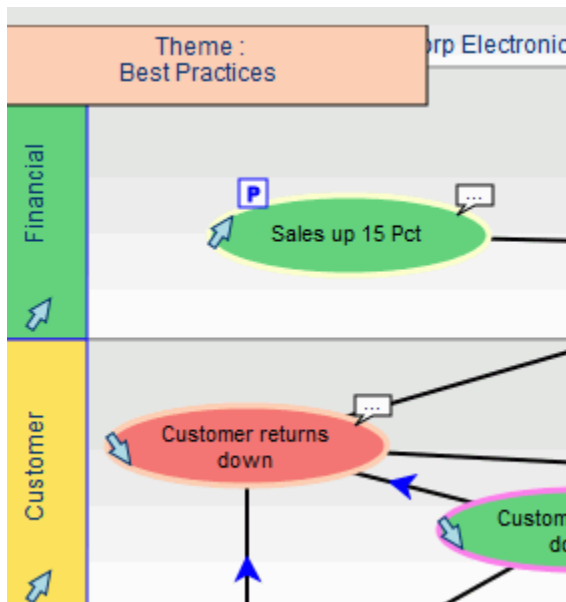 Theme :
Best Practices
orp Electronic
Financial
P
...
Sales up 15 Pct
Customer
...
Customer returns
down
Custom
do